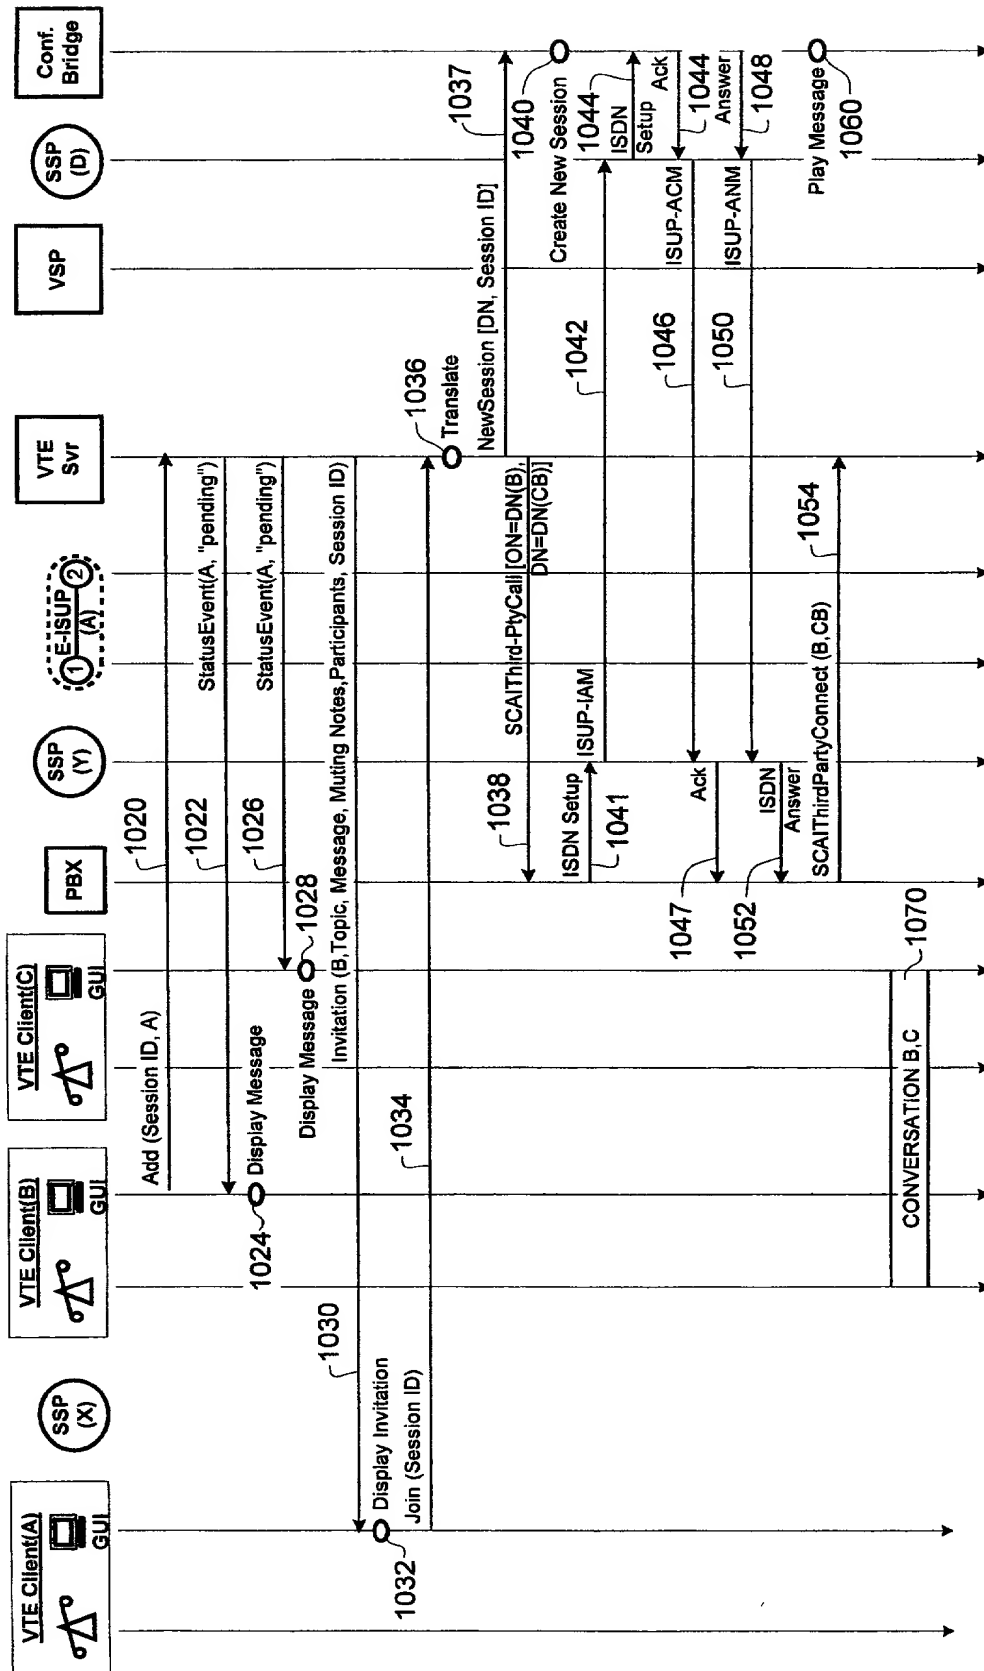 VTE Client(A)
GUI
SSP
(X)
VTE Client(B)
GUI
VTE Client(C)
GUI
PBX
SSP
(Y)
1
E-ISUP
2
(A)
VTE
Svr
VSP
SSP
(D)
Conf.
Bridge
Add (Session ID, A)
1020
StatusEvent(A, "pending")
1022
Display Message
1024
StatusEvent(A, "pending")
1026
Display Message
1028
Invitation (B,Topic, Message, Muting Notes,Participants, Session ID)
1030
Display Invitation
1032
Join (Session ID)
1034
1036
Translate
NewSession [DN, Session ID]
1037
SCAIThird-PtyCall [ON=DN(B),
DN=DN(CB)]
1038
1040
Create New Session
ISDN Setup
1041
ISUP-IAM
1042
1044
ISDN
Setup
Ack
1044
ISUP-ACM
1046
Ack
1047
Answer
1048
ISUP-ANM
1050
ISDN
Answer
1052
SCAIThirdPartyConnect (B,CB)
1054
Play Message
1060
CONVERSATION B,C
1070